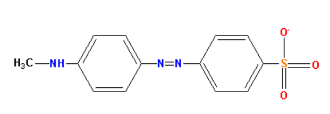 O⁻
H₃C NH N=N S O
O